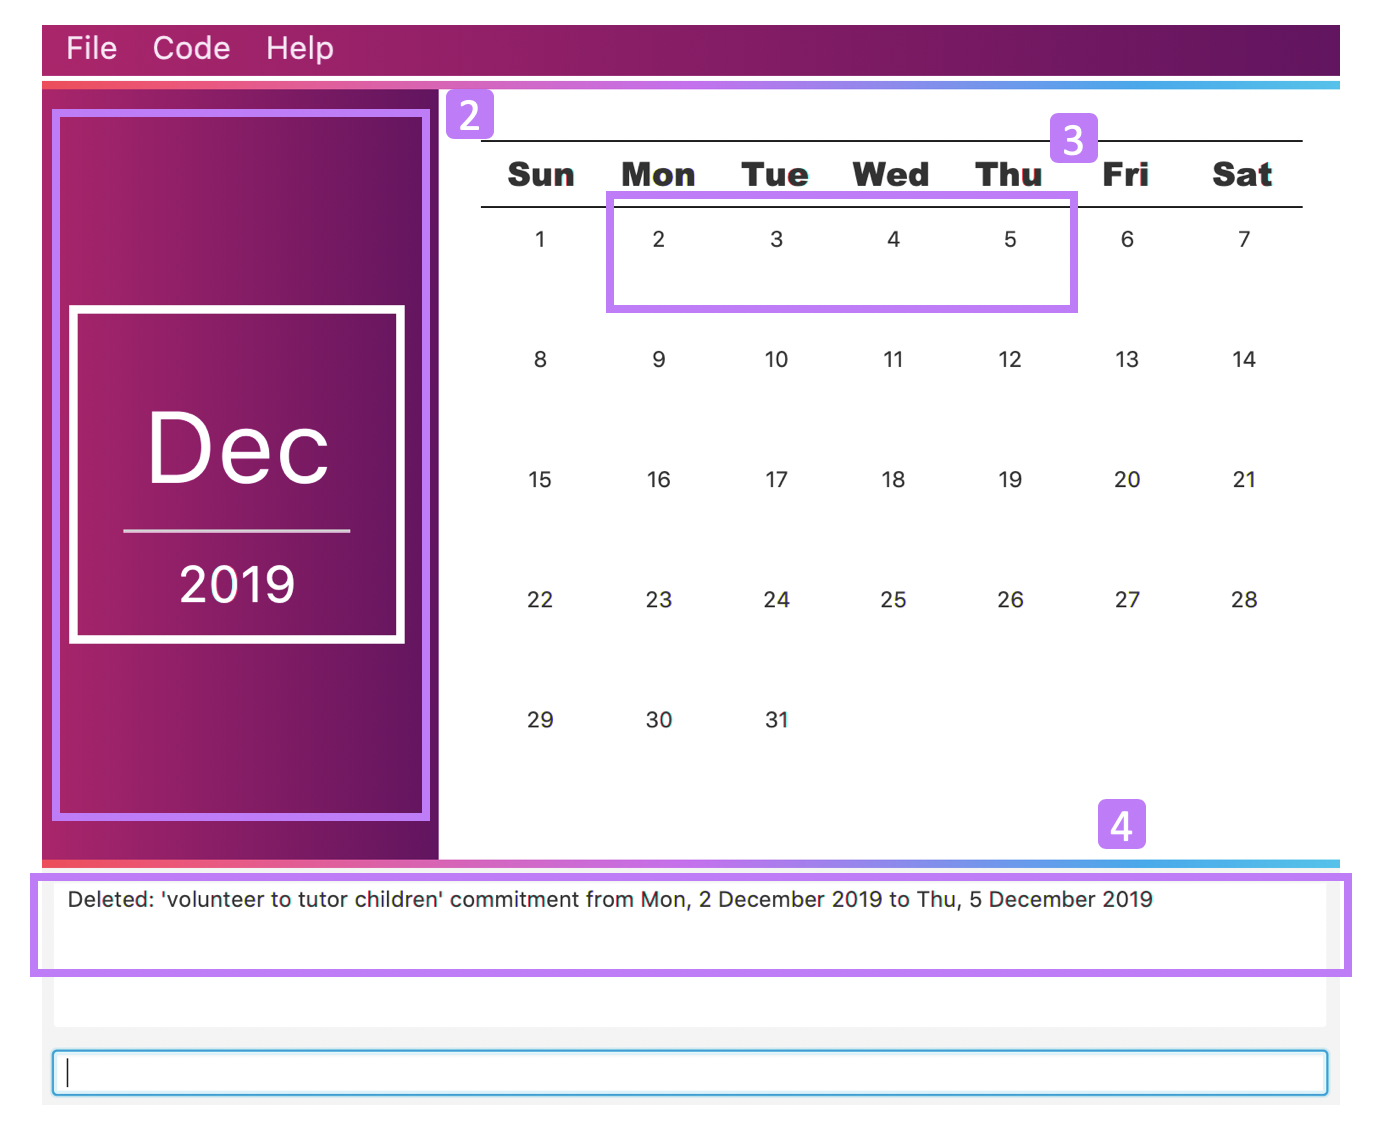 File Code Help
2
3
Sun Mon Tue Wed Thu Fri Sat
1 2 3 4 5 6 7
8 9 10 11 12 13 14
Dec
15 16 17 18 19 20 21
2019
22 23 24 25 26 27 28
29 30 31
4
Deleted: 'volunteer to tutor children' commitment from Mon, 2 December 2019 to Thu, 5 December 2019